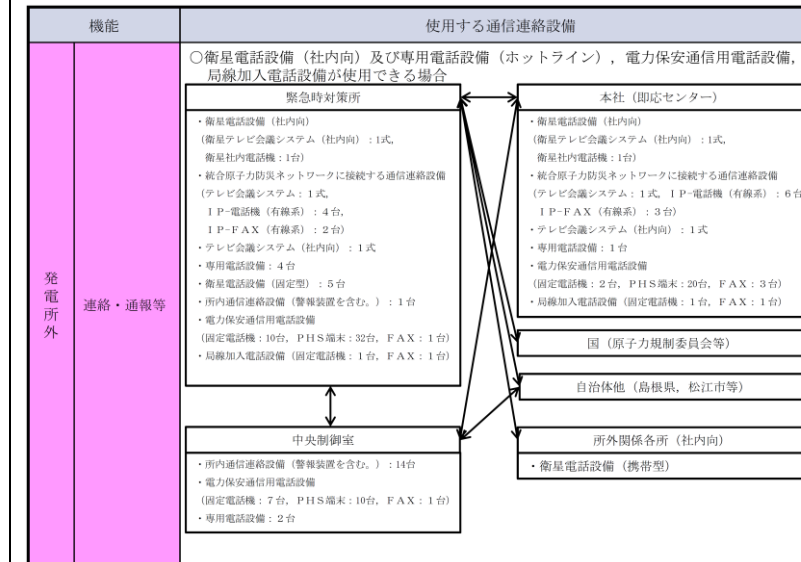 機能
使用する通信連絡設備
発電所外
連絡・通報等
○衛星電話設備（社内向）及び専用電話設備（ホットライン），電力保安通信用電話設備，
局線加入電話設備が使用できる場合
緊急時対策所
・衛星電話設備（社内向）
（衛星テレビ会議システム（社内向）：1式，
衛星社内電話機：1台）
・統合原子力防災ネットワークに接続する通信連絡設備
（テレビ会議システム：１式，
ＩＰ-電話機（有線系）：４台，
ＩＰ-ＦＡＸ（有線系）：２台）
・テレビ会議システム（社内向）：１式
・専用電話設備：４台
・衛星電話設備（固定型）：５台
・所内通信連絡設備（警報装置を含む。）：１台
・電力保安通信用電話設備
（固定電話機：10台，ＰＨＳ端末：32台，ＦＡＸ：１台）
・局線加入電話設備（固定電話機：１台，ＦＡＸ：１台）
本社（即応センター）
・衛星電話設備（社内向）
（衛星テレビ会議システム（社内向）：1式，
衛星社内電話機：1台）
・統合原子力防災ネットワークに接続する通信連絡設備
（テレビ会議システム：１式，ＩＰ-電話機（有線系）：６台
ＩＰ-ＦＡＸ（有線系）：３台）
・テレビ会議システム（社内向）：１式
・専用電話設備：１台
・電力保安通信用電話設備
（固定電話機：２台，ＰＨＳ端末：20台，ＦＡＸ：３台）
・局線加入電話設備（固定電話機：１台，ＦＡＸ：１台）
国（原子力規制委員会等）
自治体他（島根県，松江市等）
中央制御室
・所内通信連絡設備（警報装置を含む。）：14台
・電力保安通信用電話設備
（固定電話機：７台，ＰＨＳ端末：10台，ＦＡＸ：１台）
・専用電話設備：２台
所外関係各所（社内向）
・衛星電話設備（携帯型）